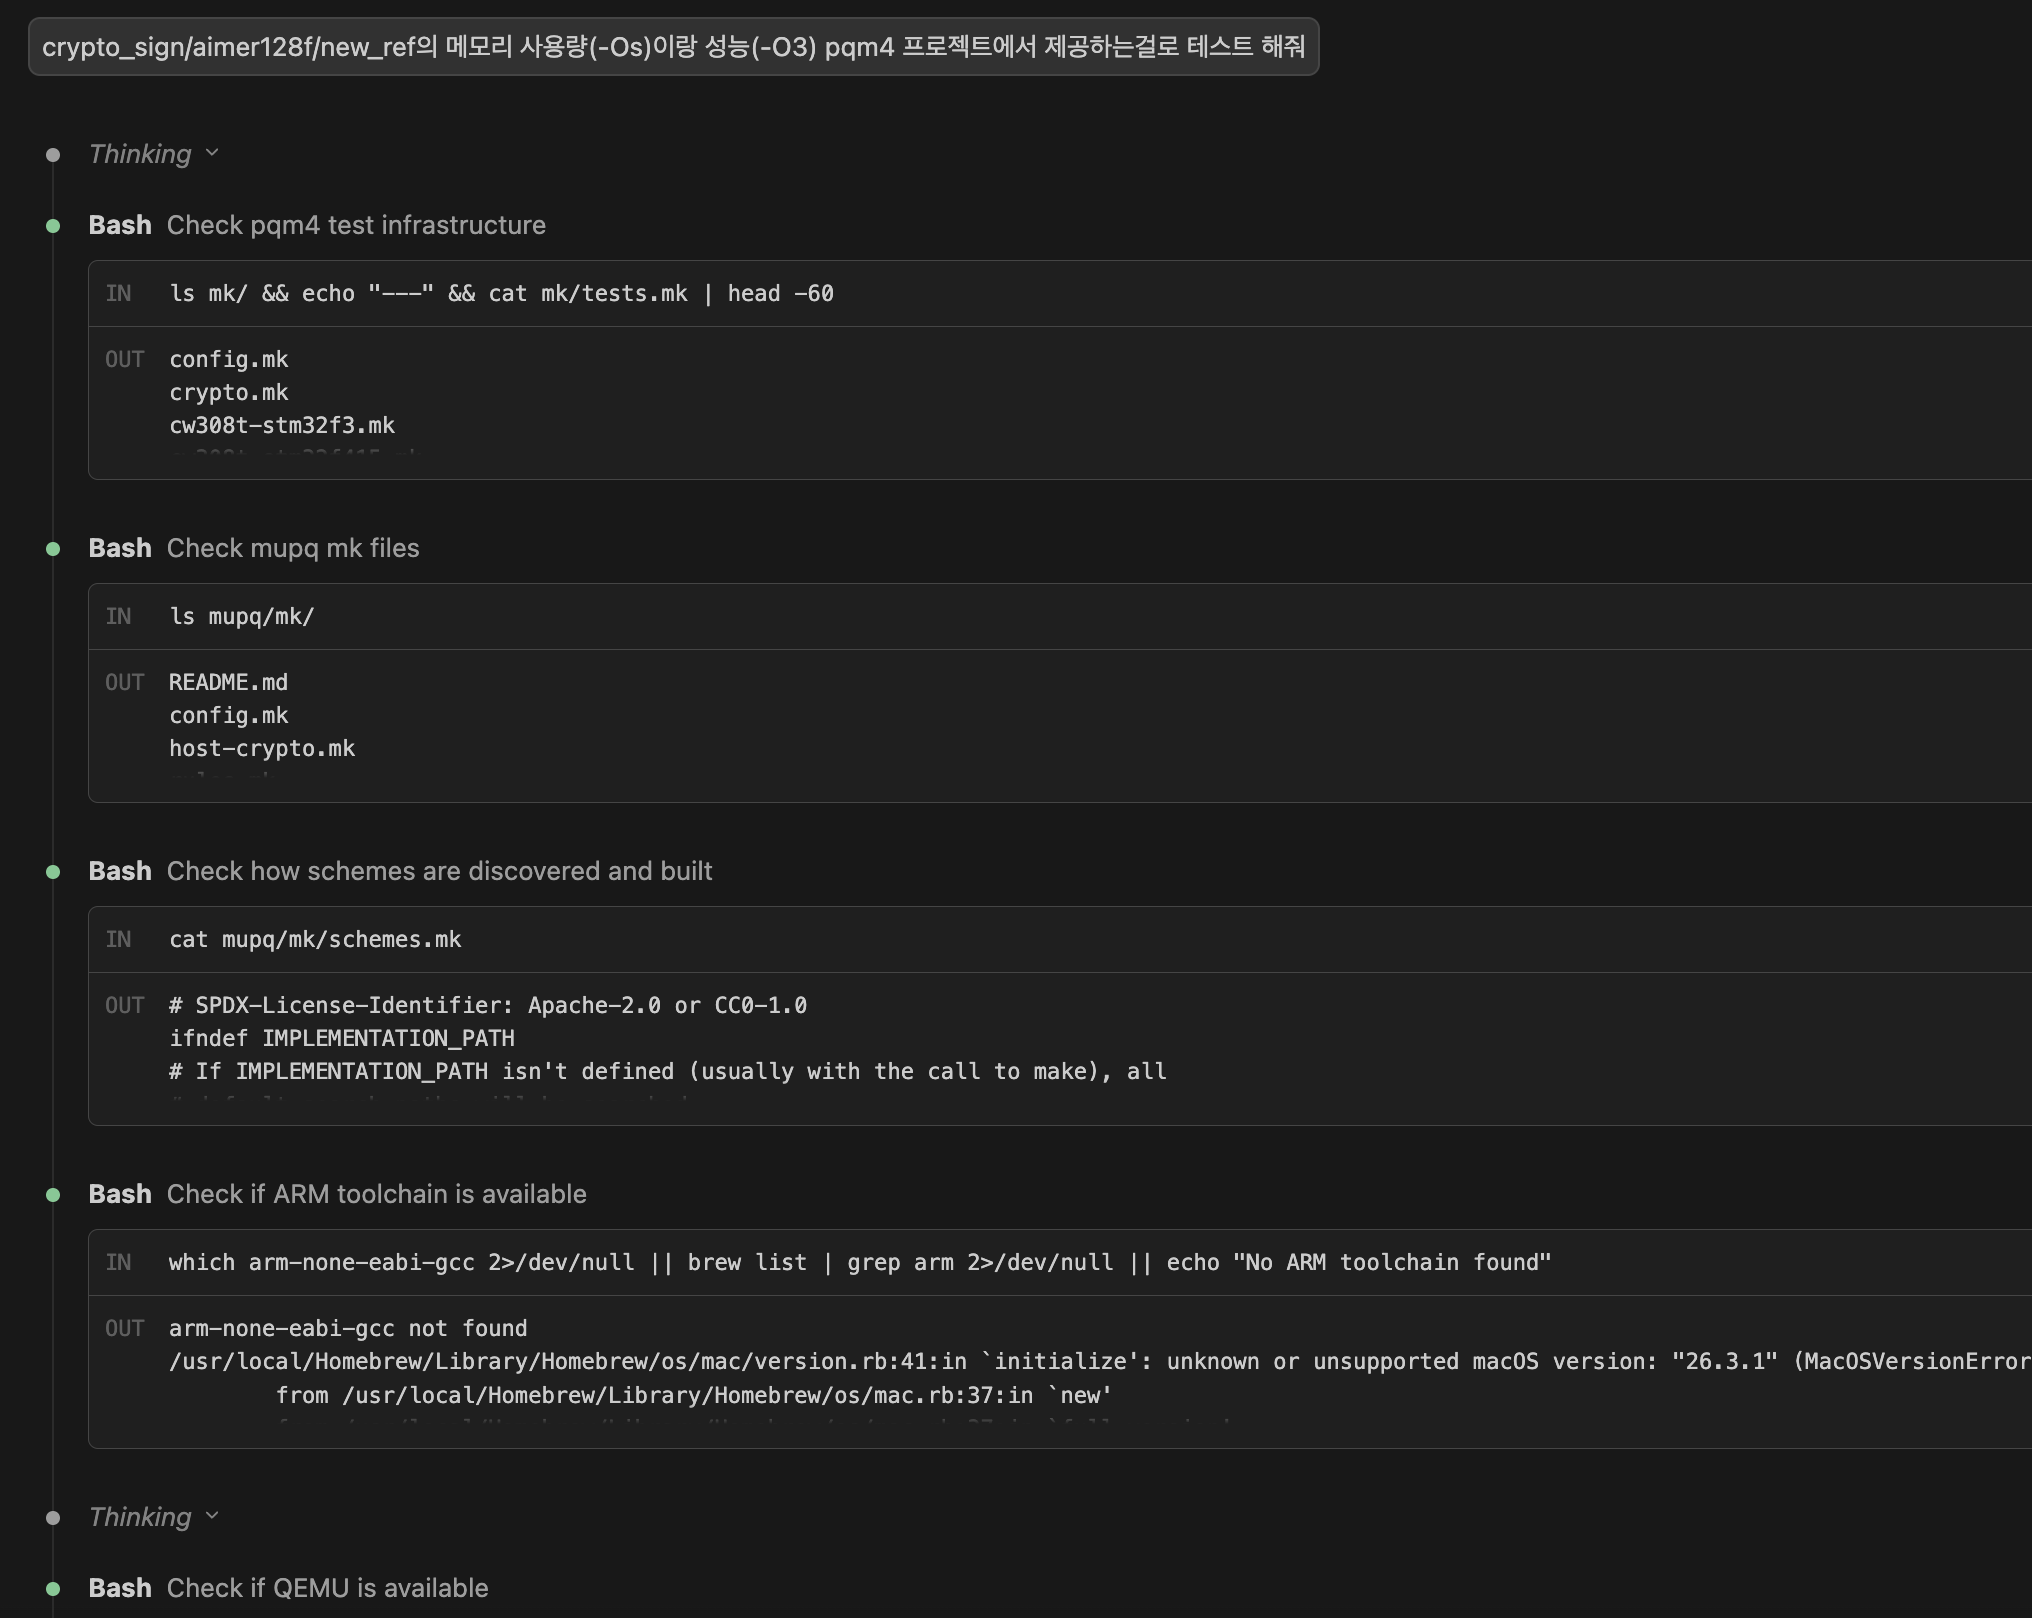 crypto_sign/aimer128f/new_ref의 메모리 사용량(-Os)이랑 성능(-O3) pqm4 프로젝트에서 제공하는걸로 테스트 해줘
Thinking
Bash Check pqm4 test infrastructure
IN ls mk/ && echo "---" && cat mk/tests.mk | head -60
OUT config.mk
crypto.mk
cw308t-stm32f3.mk
Bash Check mupq mk files
IN ls mupq/mk/
OUT README.md
config.mk
host-crypto.mk
Bash Check how schemes are discovered and built
IN cat mupq/mk/schemes.mk
OUT # SPDX-License-Identifier: Apache-2.0 or CC0-1.0
ifndef IMPLEMENTATION_PATH
# If IMPLEMENTATION_PATH isn't defined (usually with the call to make), all
Bash Check if ARM toolchain is available
IN which arm-none-eabi-gcc 2>/dev/null || brew list | grep arm 2>/dev/null || echo "No ARM toolchain found"
OUT arm-none-eabi-gcc not found
/usr/local/Homebrew/Library/Homebrew/os/mac/version.rb:41:in `initialize': unknown or unsupported macOS version: "26.3.1" (MacOSVersionError
from /usr/local/Homebrew/Library/Homebrew/os/mac.rb:37:in `new'
Thinking
Bash Check if QEMU is available